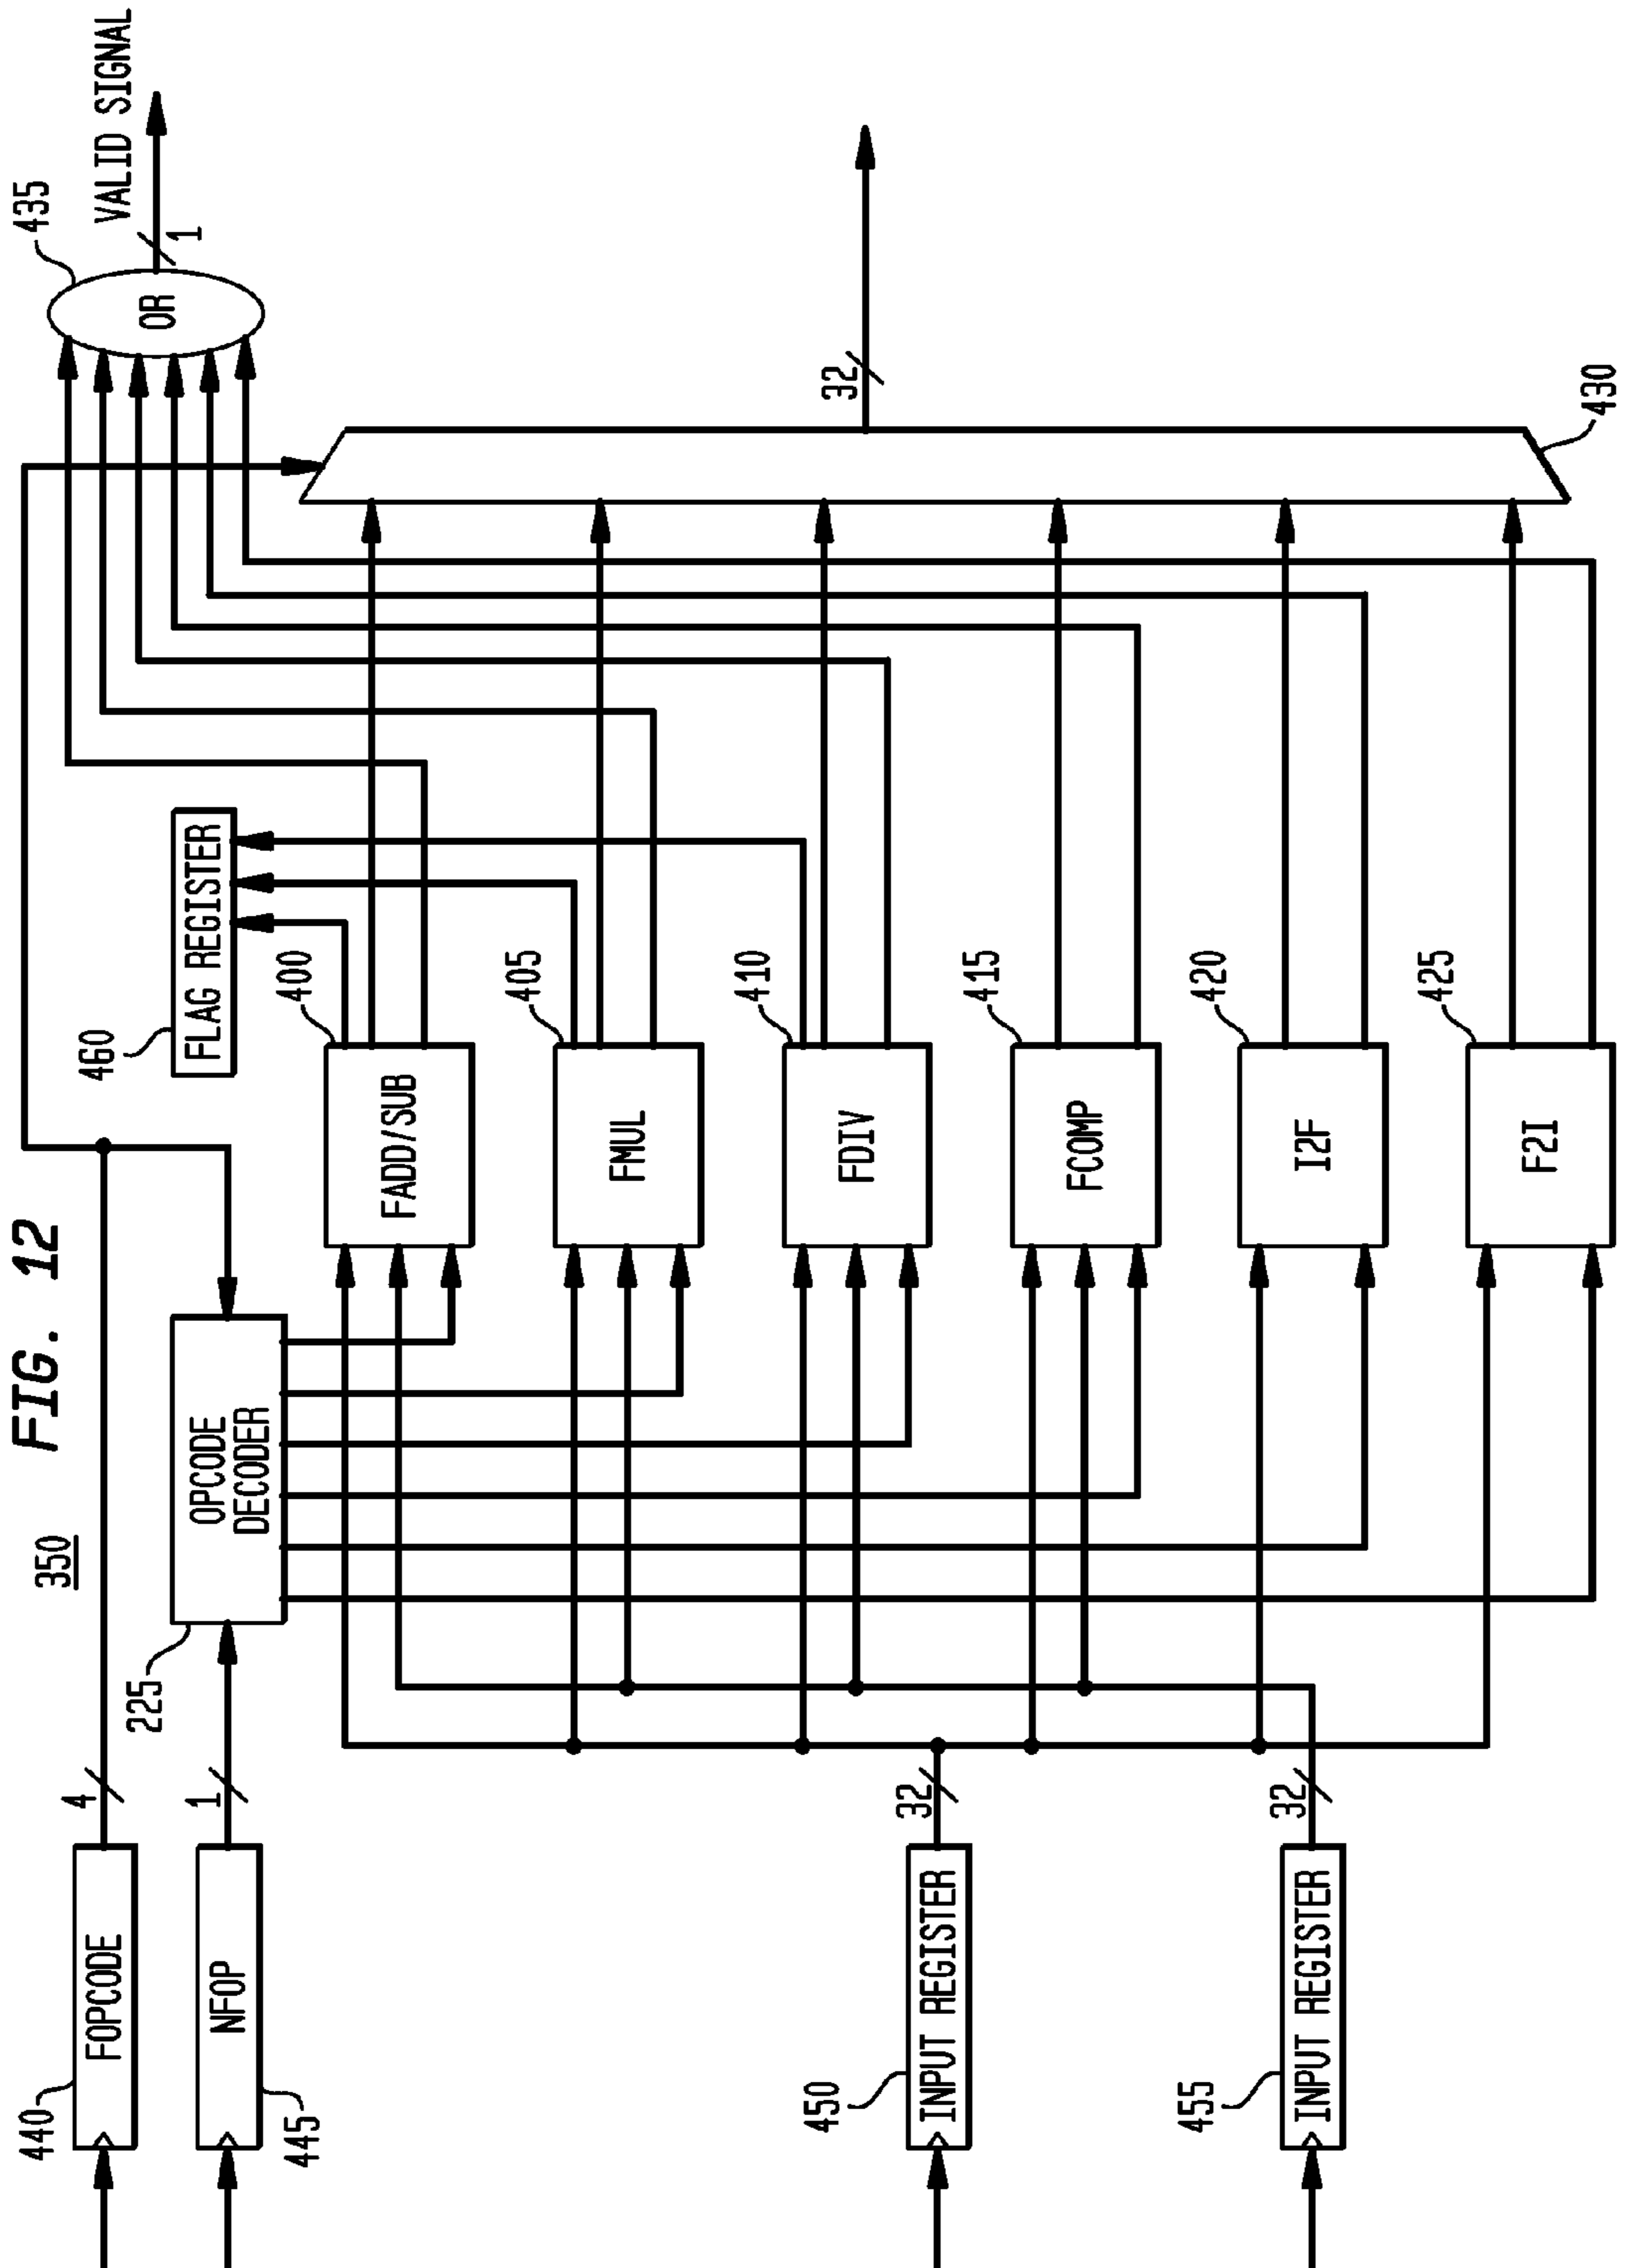 FIG. 12
350
440
FOPCODE
4
445
NFOP
1
225
OPCODE
DECODER
460
FLAG REGISTER
435
OR
VALID SIGNAL
1
400
FADD/SUB
405
FMUL
410
FDIV
415
FCOMP
420
I2F
425
F2I
450
INPUT REGISTER
32
455
INPUT REGISTER
32
32
430